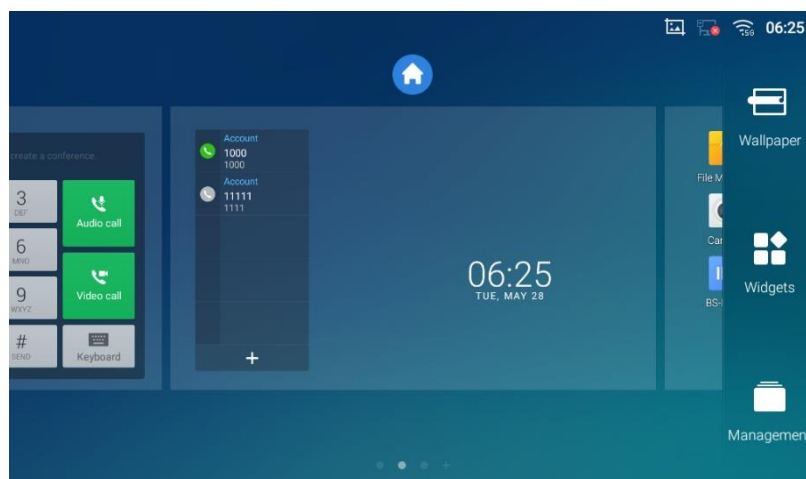 5G 06:25
create a conference.
3
DEF
Audio call
6
MNO
9
WXYZ
Video call
#
SEND
Keyboard
Account
1000
1000
Account
11111
1111
+
06:25
TUE, MAY 28
File M
Car
BS-
Wallpaper
Widgets
Managemen